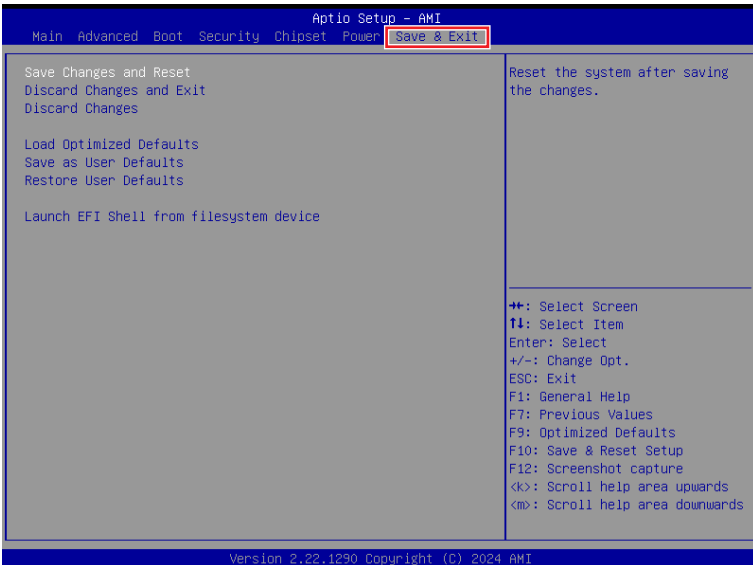 Aptio Setup – AMI
Main Advanced Boot Security Chipset Power Save & Exit
Save Changes and Reset
Discard Changes and Exit
Discard Changes
Load Optimized Defaults
Save as User Defaults
Restore User Defaults
Launch EFI Shell from filesystem device
Reset the system after saving
the changes.
→←: Select Screen
↑↓: Select Item
Enter: Select
+/-: Change Opt.
ESC: Exit
F1: General Help
F7: Previous Values
F9: Optimized Defaults
F10: Save & Reset Setup
F12: Screenshot capture
<k>: Scroll help area upwards
<m>: Scroll help area downwards
Version 2.22.1290 Copyright (C) 2024 AMI